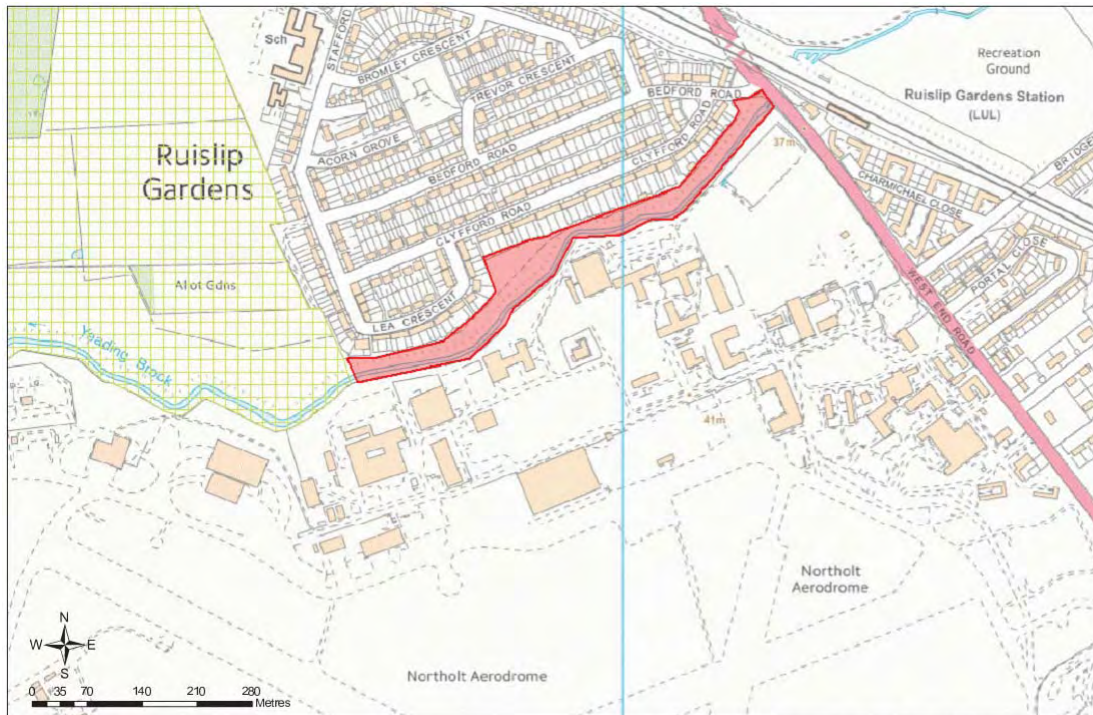 Sch
STAFFORD
BROMLEY CRESCENT
TREVOR CRESCENT
BEDFORD ROAD
ACORN GROVE
BEDFORD ROAD
CLYFFORD ROAD
CLYFFORD ROAD
LEA CRESCENT
Ruislip
Gardens
Allot Gdns
Yeading Brook
Recreation
Ground
Ruislip Gardens Station
(LUL)
37m
BRIDGE
CHARMICHAEL CLOSE
PORTAL CLOSE
WEST END ROAD
41m
Northolt
Aerodrome
Northolt Aerodrome
N
W E
S
0 35 70 140 210 280
Metres